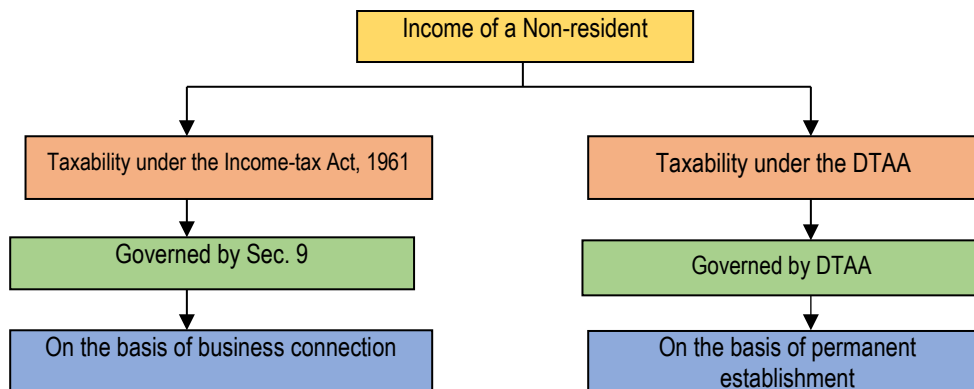 Income of a Non-resident
Taxability under the Income-tax Act, 1961
Taxability under the DTAA
Governed by Sec. 9
Governed by DTAA
On the basis of business connection
On the basis of permanent
establishment